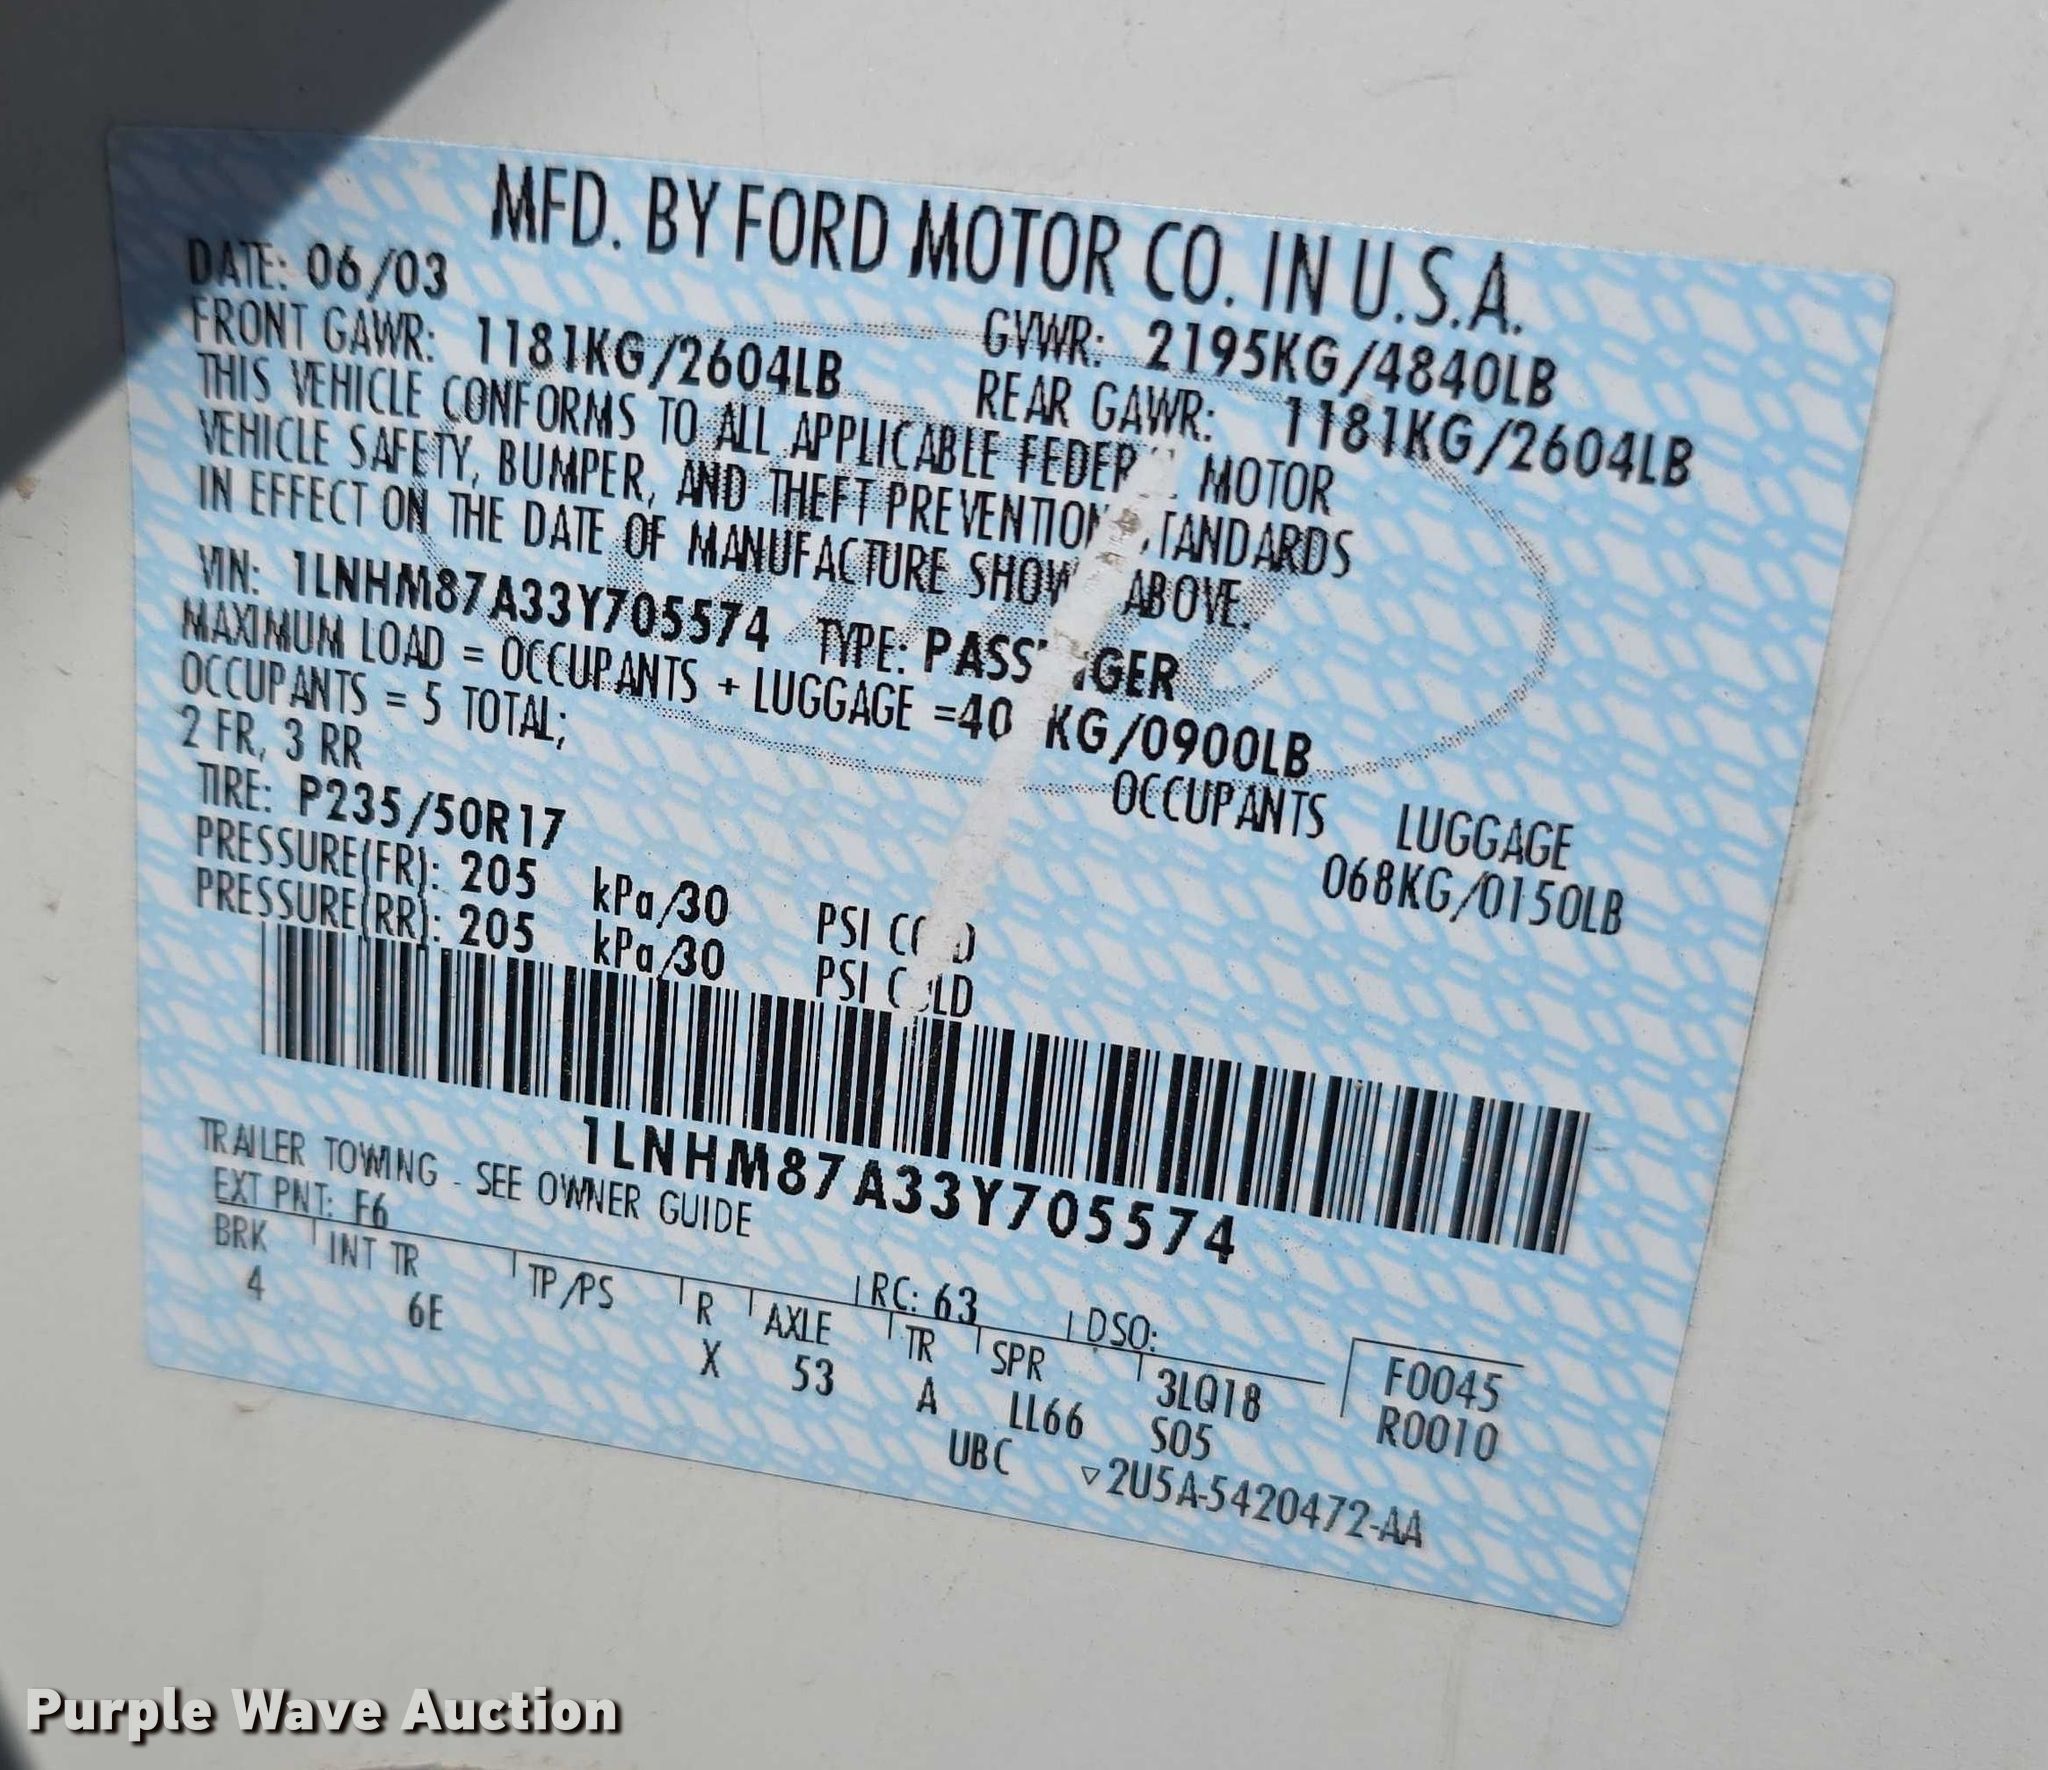 MFD. BY FORD MOTOR CO. IN U.S.A.
DATE: 06/03 GVWR: 2195KG/4840LB
FRONT GAWR: 1181KG/2604LB REAR GAWR: 1181KG/2604LB
THIS VEHICLE CONFORMS TO ALL APPLICABLE FEDER MOTOR
VEHICLE SAFETY, BUMPER, AND THEFT PREVENTION TANDARDS
IN EFFECT ON THE DATE OF MANUFACTURE SHOW ABOVE.
VIN: 1LNHM87A33Y705574 TYPE: PASS GER
MAXIMUM LOAD = OCCUPANTS + LUGGAGE =40 KG/0900LB
OCCUPANTS = 5 TOTAL; OCCUPANTS LUGGAGE
2 FR, 3 RR 068KG/0150LB
TIRE: P235/50R17
PRESSURE(FR): 205 kPa/30 PSI C D
PRESSURE(RR): 205 kPa/30 PSI C LD
1LNHM87A33Y705574
TRAILER TOWING - SEE OWNER GUIDE
EXT PNT: F6 RC: 63 DSO:
BRK INT TR TP/PS R AXLE TR SPR 3LQ18 F0045
4 6E X 53 A LL66 S05 R0010
UBC ▽2U5A-5420472-AA
Purple Wave Auction